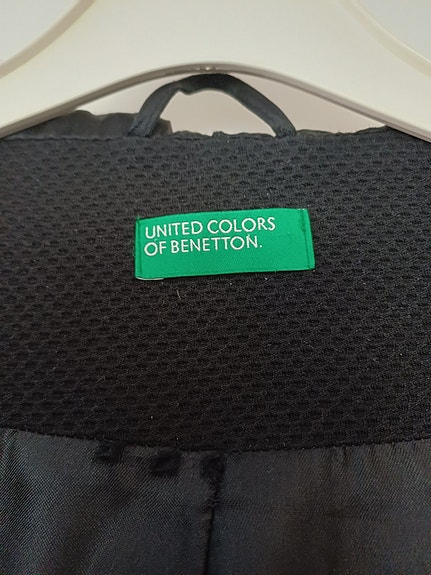 UNITED COLORS
OF BENETTON.